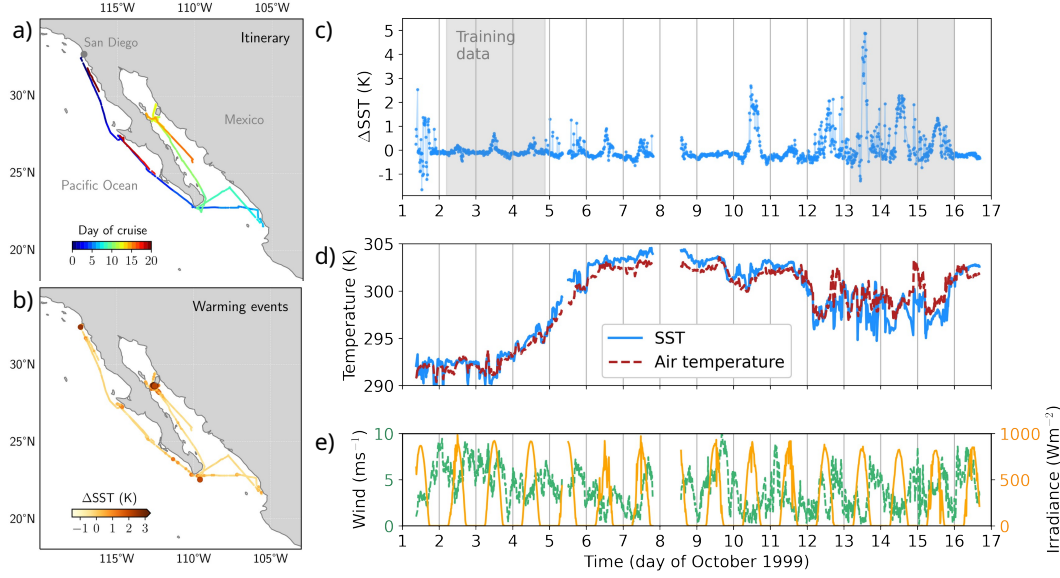 a)
115°W 110°W 105°W
San Diego
Itinerary
Mexico
Pacific Ocean
30°N
25°N
20°N
Day of cruise
0 5 10 15 20
b)
Warming events
30°N
25°N
20°N
ΔSST (K)
−1 0 1 2 3
115°W 110°W 105°W
c)
Training
data
ΔSST (K)
5
4
3
2
1
0
-1
1 2 3 4 5 6 7 8 9 10 11 12 13 14 15 16 17
d)
Temperature (K)
305
300
295
290
SST
Air temperature
1 2 3 4 5 6 7 8 9 10 11 12 13 14 15 16 17
e)
Wind (ms⁻¹)
10
5
0
1000
500
0
Irradiance (Wm⁻²)
1 2 3 4 5 6 7 8 9 10 11 12 13 14 15 16 17
Time (day of October 1999)